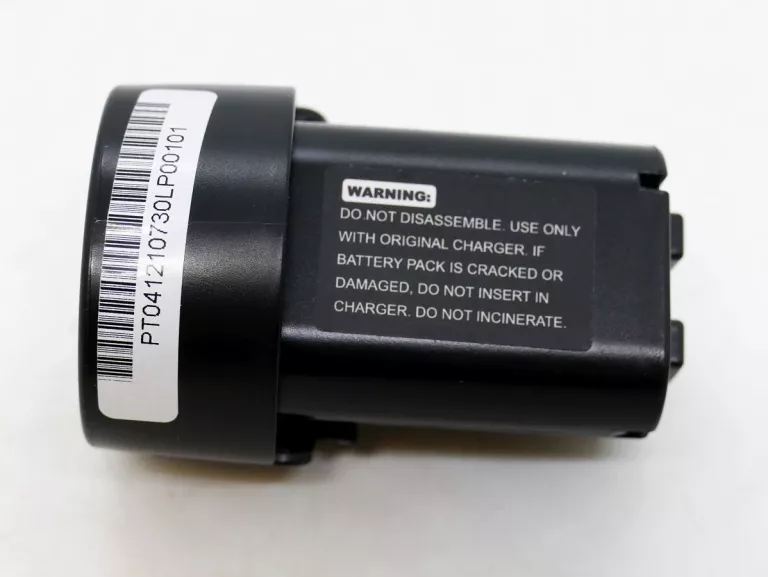 PT041210730LP00101
WARNING:
DO NOT DISASSEMBLE. USE ONLY
WITH ORIGINAL CHARGER. IF
BATTERY PACK IS CRACKED OR
DAMAGED, DO NOT INSERT IN
CHARGER. DO NOT INCINERATE.